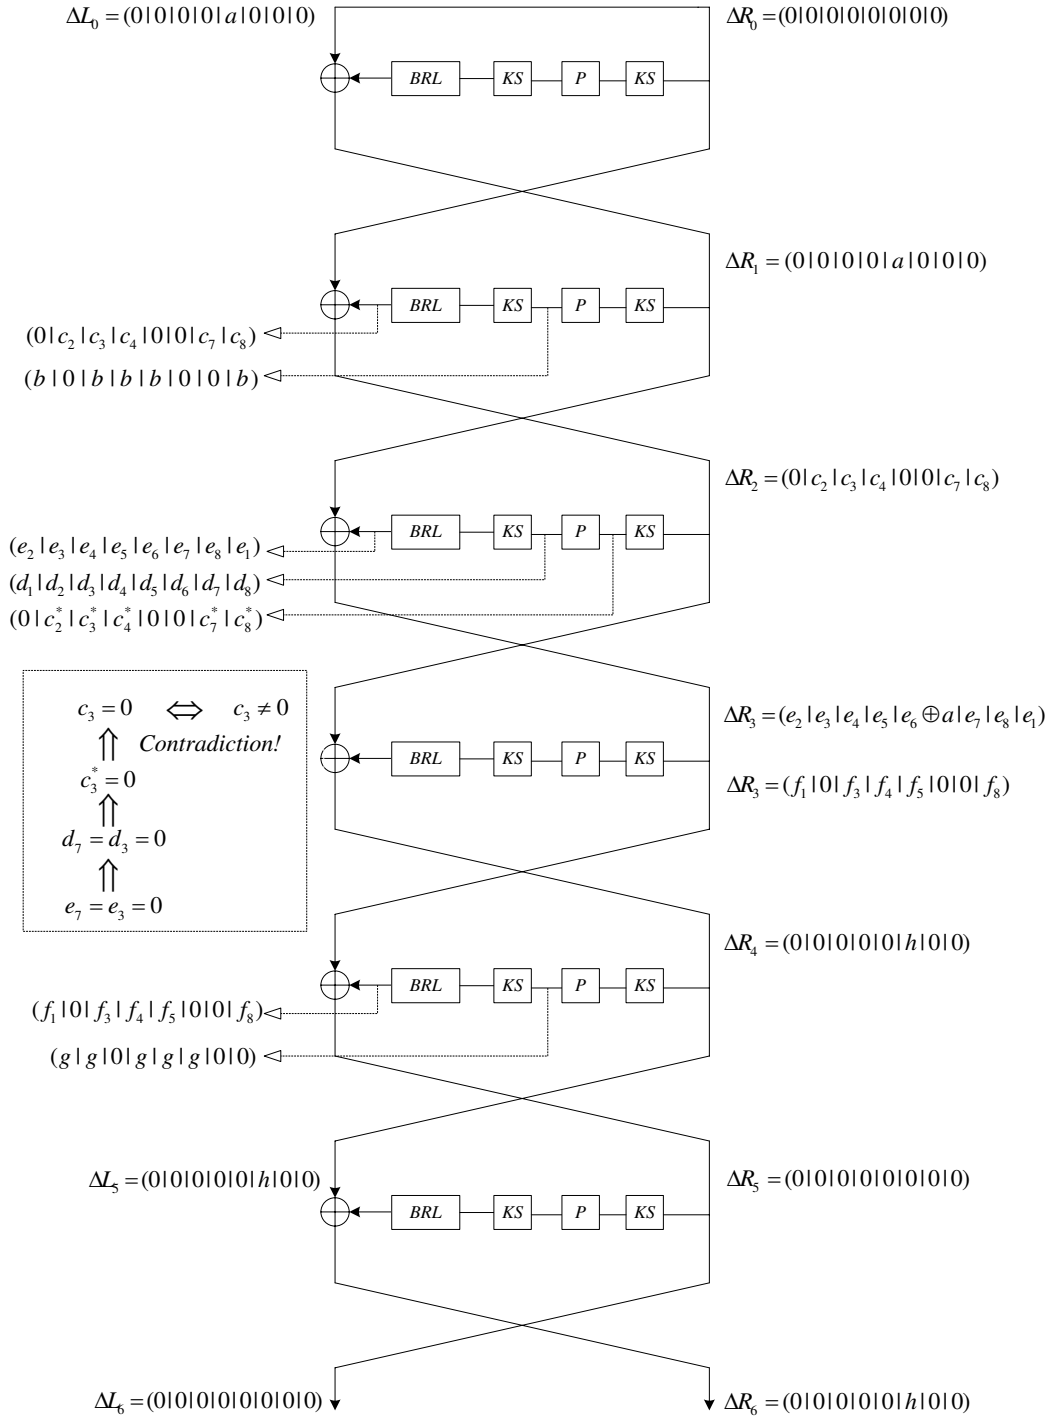 ΔL₀ = (0|0|0|0|a|0|0|0)
ΔR₀ = (0|0|0|0|0|0|0|0)
BRL KS P KS
ΔR₁ = (0|0|0|0|a|0|0|0)
BRL KS P KS
(0|c₂|c₃|c₄|0|0|c₇|c₈)
(b|0|b|b|b|0|0|b)
ΔR₂ = (0|c₂|c₃|c₄|0|0|c₇|c₈)
BRL KS P KS
(e₂|e₃|e₄|e₅|e₆|e₇|e₈|e₁)
(d₁|d₂|d₃|d₄|d₅|d₆|d₇|d₈)
(0|c₂*|c₃*|c₄*|0|0|c₇*|c₈*)
c₃ = 0 ⇔ c₃ ≠ 0
⇑ Contradiction!
c₃* = 0
⇑
d₇ = d₃ = 0
⇑
e₇ = e₃ = 0
ΔR₃ = (e₂|e₃|e₄|e₅|e₆⊕a|e₇|e₈|e₁)
BRL KS P KS
ΔR₃ = (f₁|0|f₃|f₄|f₅|0|0|f₈)
ΔR₄ = (0|0|0|0|0|h|0|0)
BRL KS P KS
(f₁|0|f₃|f₄|f₅|0|0|f₈)
(g|g|0|g|g|g|0|0)
ΔL₅ = (0|0|0|0|0|h|0|0)
ΔR₅ = (0|0|0|0|0|0|0|0)
BRL KS P KS
ΔL₆ = (0|0|0|0|0|0|0|0)
ΔR₆ = (0|0|0|0|0|h|0|0)